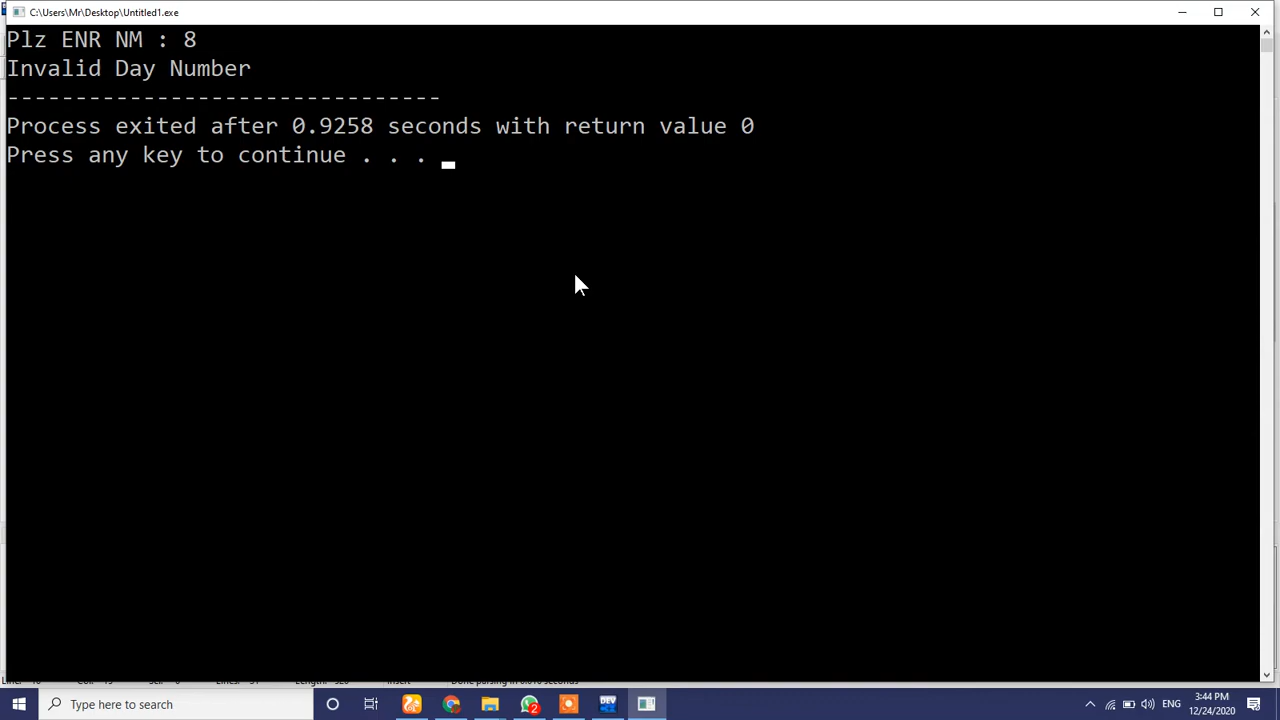 C:\Users\Mr\Desktop\Untitled1.exe
Plz ENR NM : 8
Invalid Day Number
--------------------------------
Process exited after 0.9258 seconds with return value 0
Press any key to continue . . .
Type here to search
2
DEV
ENG
3:44 PM
12/24/2020